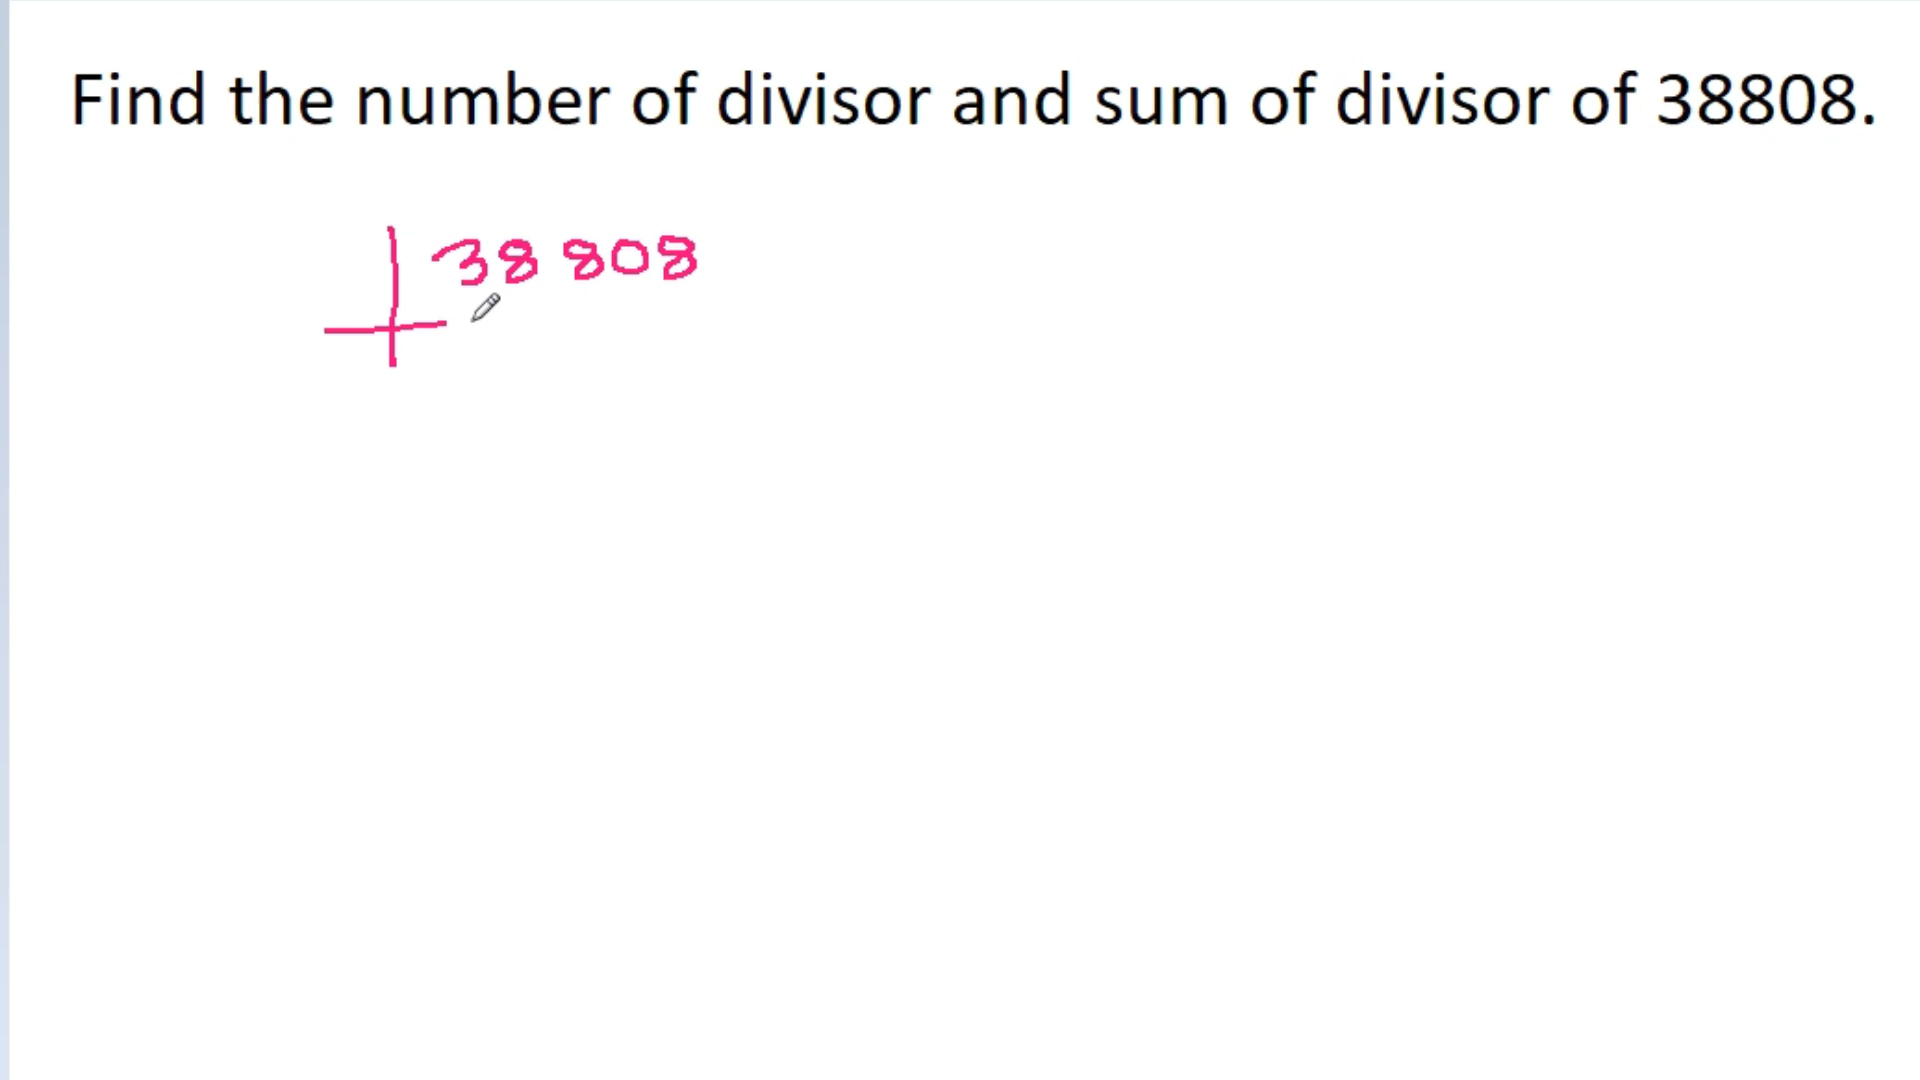 Find the number of divisor and sum of divisor of 38808.
38808